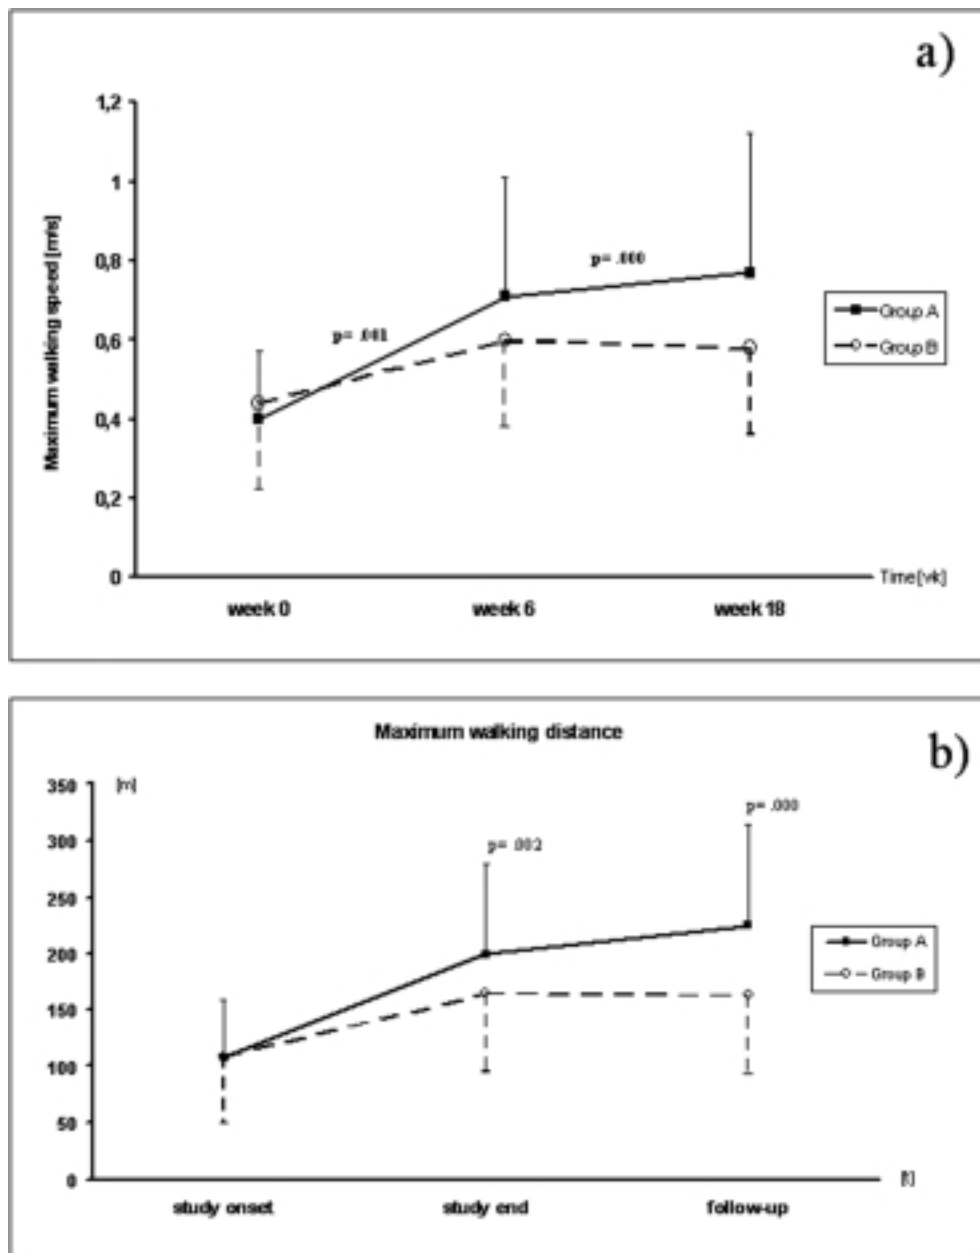 a)
1,2
1
0,8
0,6
0,4
0,2
0
Maximum walking speed [m/s]
p= .001
p= .000
Group A
Group B
Time[wk]
week 0
week 6
week 18
Maximum walking distance
b)
[m]
350
300
250
200
150
100
50
0
p= .002
p= .000
Group A
Group B
[t]
study onset
study end
follow-up